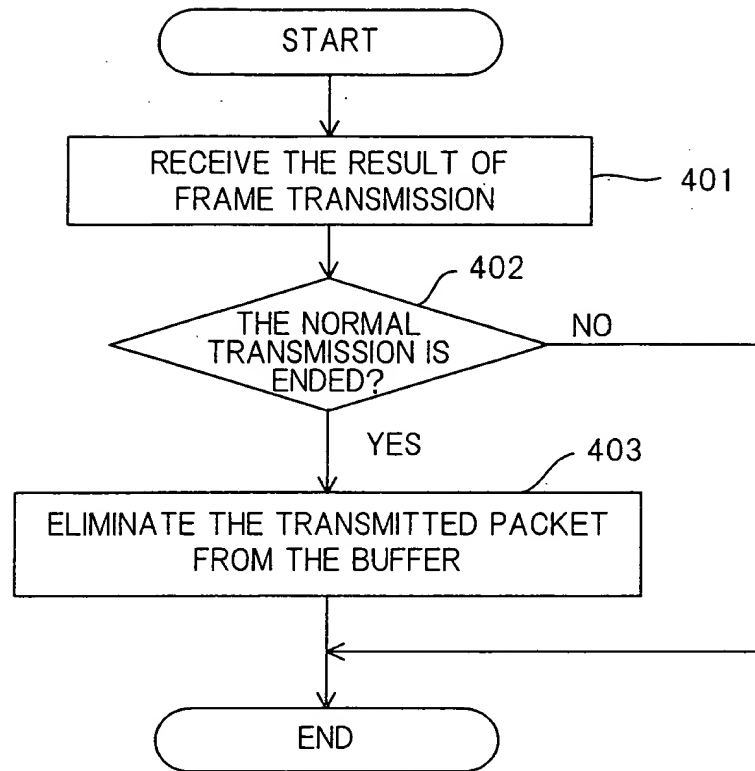 START
RECEIVE THE RESULT OF
FRAME TRANSMISSION
401
402
THE NORMAL
TRANSMISSION IS
ENDED?
NO
YES
403
ELIMINATE THE TRANSMITTED PACKET
FROM THE BUFFER
END